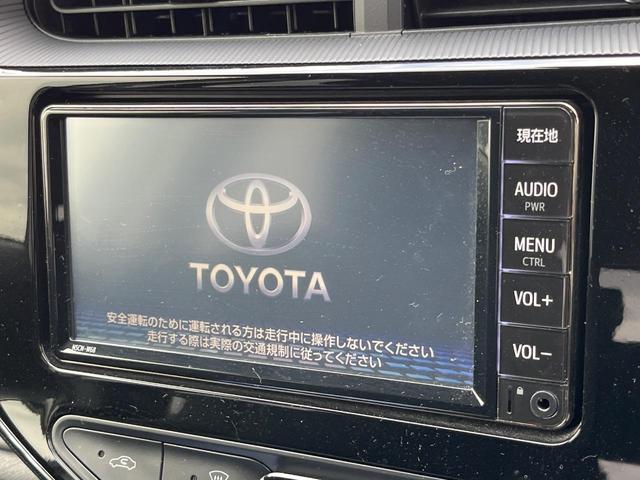 現在地
AUDIO
PWR
MENU
CTRL
VOL+
VOL-
TOYOTA
安全運転のために運転される方は走行中に操作しないでください
走行する際は実際の交通規制に従ってください
NSCN-W68